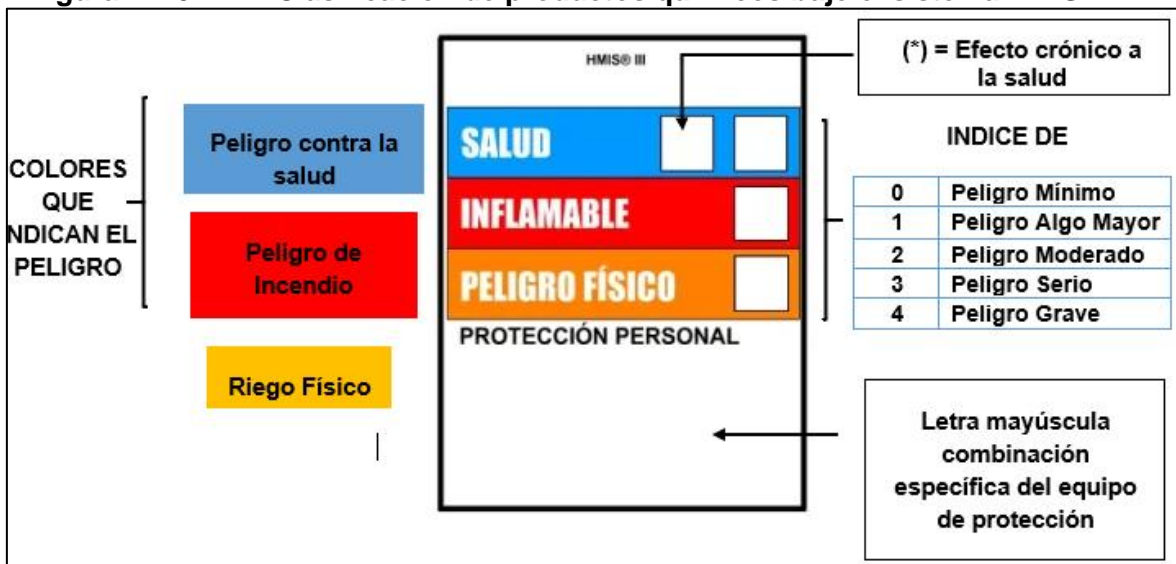 HMIS® III
(*) = Efecto crónico a
la salud
COLORES
QUE
NDICAN EL
PELIGRO
Peligro contra la
salud
Peligro de
Incendio
Riego Físico
SALUD
INFLAMABLE
PELIGRO FÍSICO
PROTECCIÓN PERSONAL
INDICE DE
0 Peligro Mínimo
1 Peligro Algo Mayor
2 Peligro Moderado
3 Peligro Serio
4 Peligro Grave
Letra mayúscula
combinación
específica del equipo
de protección